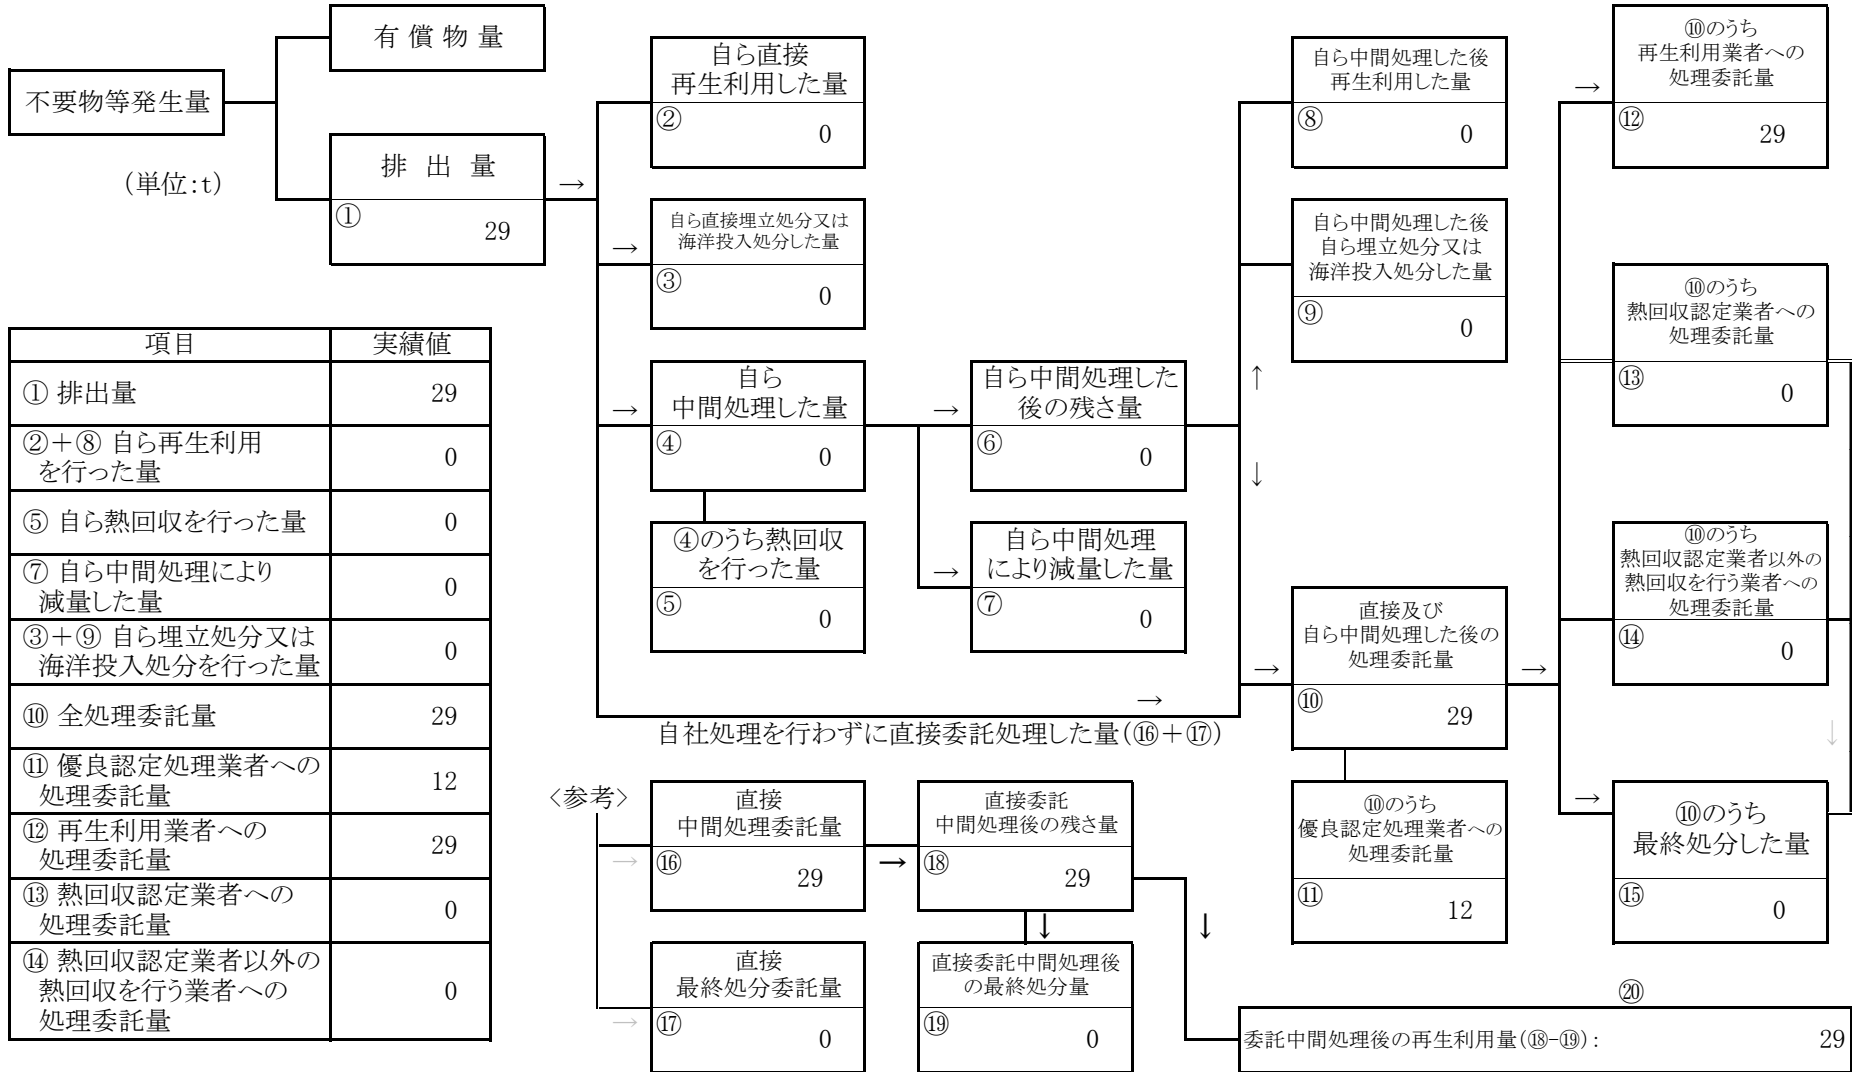 不要物等発生量
(単位:t)
有 償 物 量
排 出 量
①
29
→
自ら直接
再生利用した量
②
0
→
自ら直接埋立処分又は
海洋投入処分した量
③
0
→
自ら
中間処理した量
④
0
④のうち熱回収
を行った量
⑤
0
→
自ら中間処理した
後の残さ量
⑥
0
→
自ら中間処理
により減量した量
⑦
0
↑
↓
自ら中間処理した後
再生利用した量
⑧
0
自ら中間処理した後
自ら埋立処分又は
海洋投入処分した量
⑨
0
→
自社処理を行わずに直接委託処理した量(⑯+⑰)
→
直接及び
自ら中間処理した後の
処理委託量
⑩
29
→
⑩のうち
優良認定処理業者への
処理委託量
⑪
12
→
⑩のうち
再生利用業者への
処理委託量
⑫
29
⑩のうち
熱回収認定業者への
処理委託量
⑬
0
⑩のうち
熱回収認定業者以外の
熱回収を行う業者への
処理委託量
⑭
0
↓
→
⑩のうち
最終処分した量
⑮
0
項目 実績値
① 排出量 29
②+⑧ 自ら再生利用
を行った量 0
⑤ 自ら熱回収を行った量 0
⑦ 自ら中間処理により
減量した量 0
③+⑨ 自ら埋立処分又は
海洋投入処分を行った量 0
⑩ 全処理委託量 29
⑪ 優良認定処理業者への
処理委託量 12
⑫ 再生利用業者への
処理委託量 29
⑬ 熱回収認定業者への
処理委託量 0
⑭ 熱回収認定業者以外の
熱回収を行う業者への
処理委託量 0
<参考>
→
直接
中間処理委託量
⑯
29
→
直接委託
中間処理後の残さ量
⑱
29
↓
↓
→
直接
最終処分委託量
⑰
0
直接委託中間処理後
の最終処分量
⑲
0
⑳
委託中間処理後の再生利用量(⑱-⑲): 29